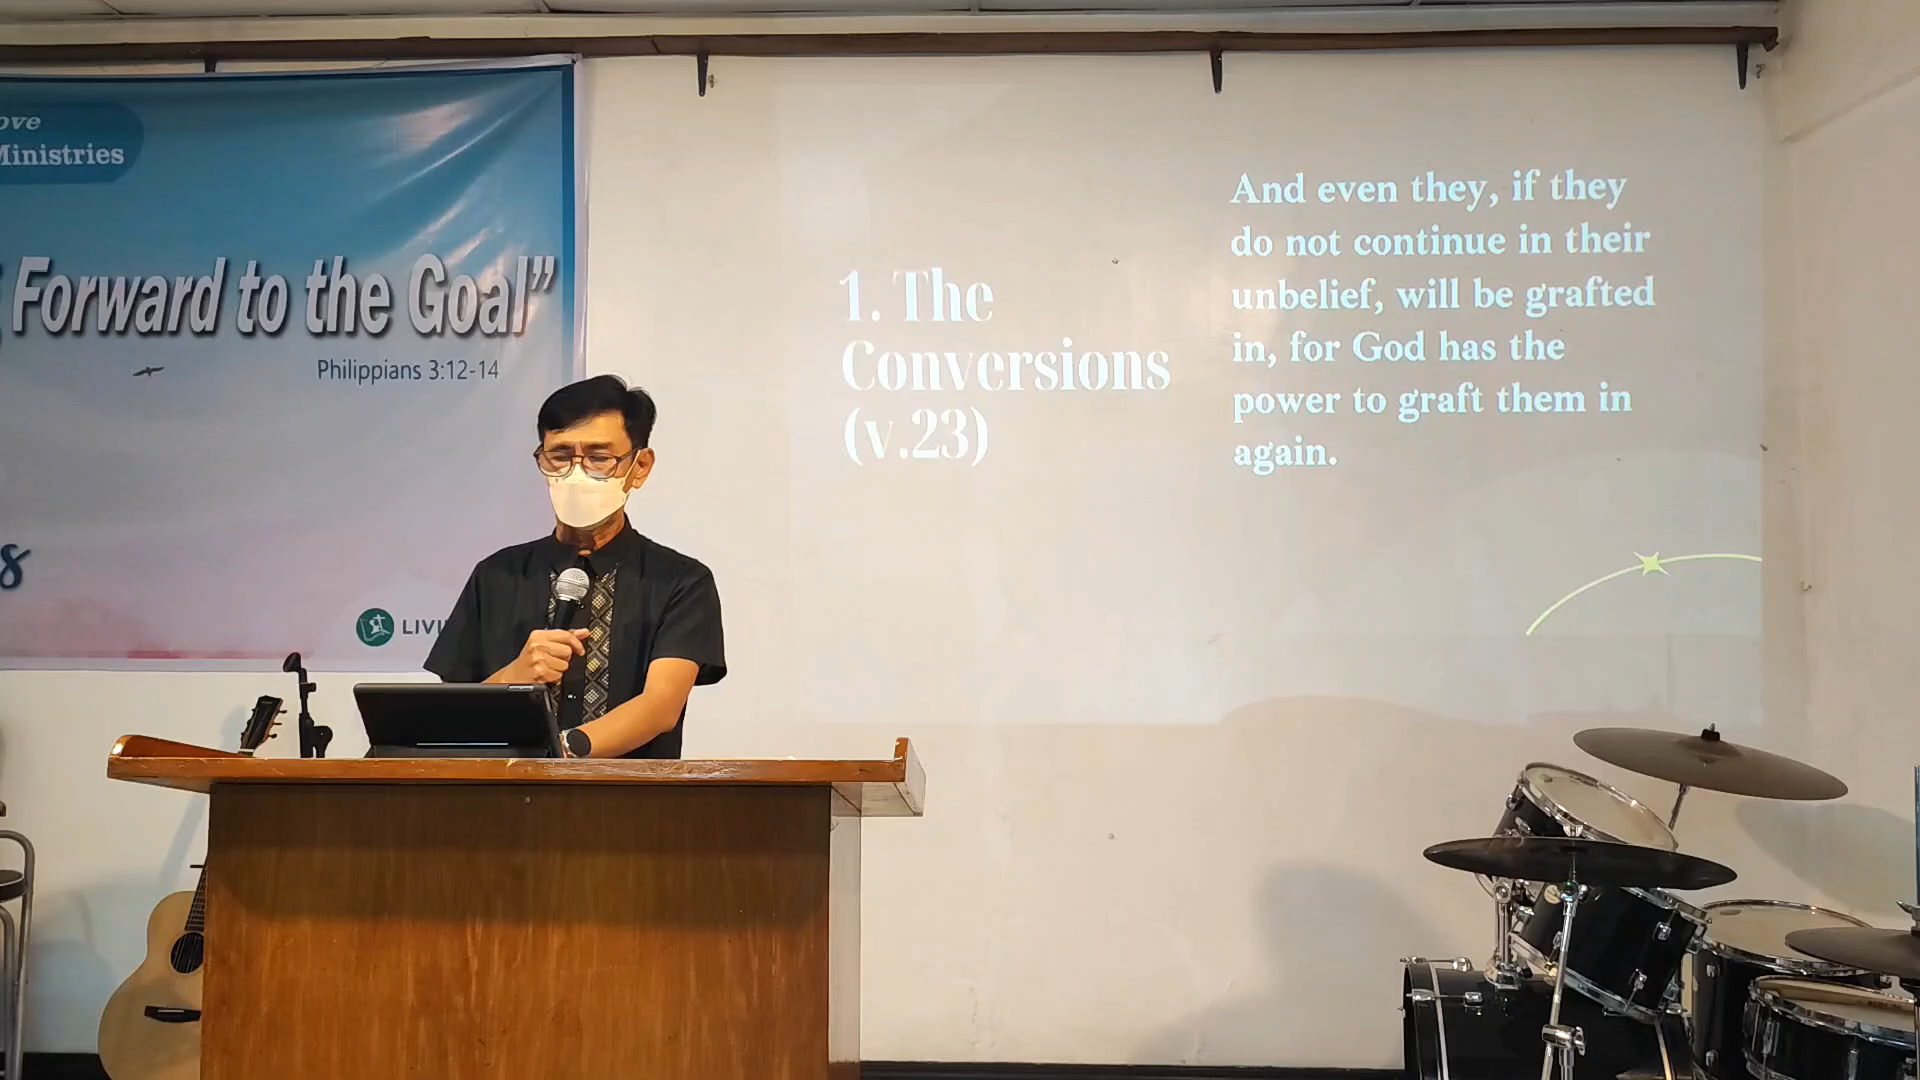 ove
Ministries
Forward to the Goal”
Philippians 3:12-14
s
LIVI
1. The
Conversions
(v.23)
And even they, if they
do not continue in their
unbelief, will be grafted
in, for God has the
power to graft them in
again.